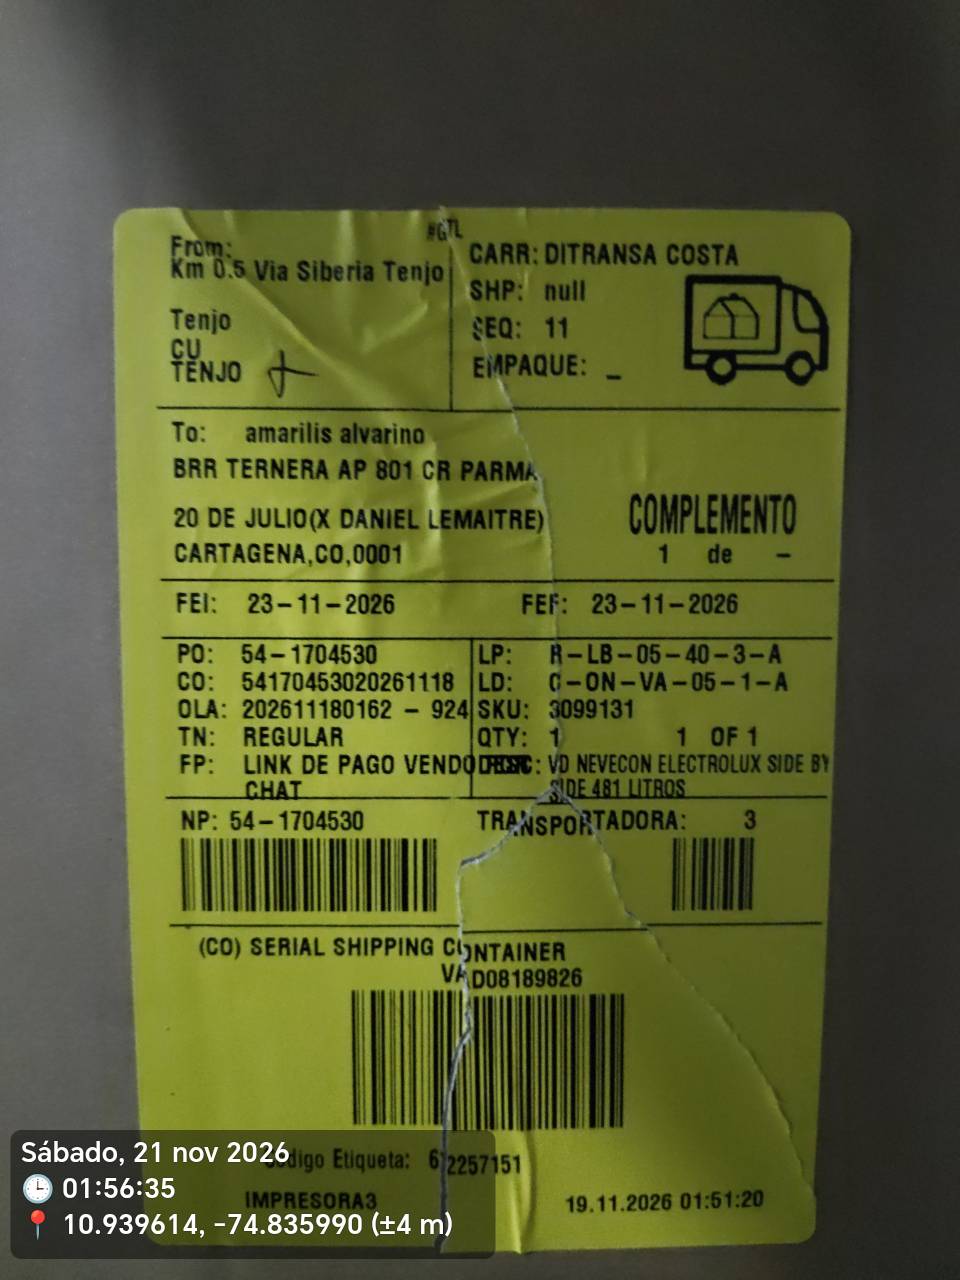 #GTL
From:
Km 0.5 Via Siberia Tenjo
Tenjo
CU
TENJO
CARR: DITRANSA COSTA
SHP: null
SEQ: 11
EMPAQUE: _
To: amarilis alvarino
BRR TERNERA AP 801 CR PARMA
20 DE JULIO(X DANIEL LEMAITRE)
CARTAGENA,CO,0001
COMPLEMENTO
1 de -
FEI: 23-11-2026 FEF: 23-11-2026
PO: 54-1704530
CO: 54170453020261118
OLA: 202611180162 - 924
TN: REGULAR
FP: LINK DE PAGO VENDO
CHAT
LP: R-LB-05-40-3-A
LD: C-ON-VA-05-1-A
SKU: 3099131
QTY: 1 1 OF 1
VD NEVECON ELECTROLUX SIDE BY
SIDE 481 LITROS
NP: 54-1704530
TRANSPORTADORA: 3
(CO) SERIAL SHIPPING CONTAINER
VAD08189826
Código Etiqueta: 62257151
IMPRESORA3
19.11.2026 01:51:20
Sábado, 21 nov 2026
01:56:35
10.939614, -74.835990 (±4 m)